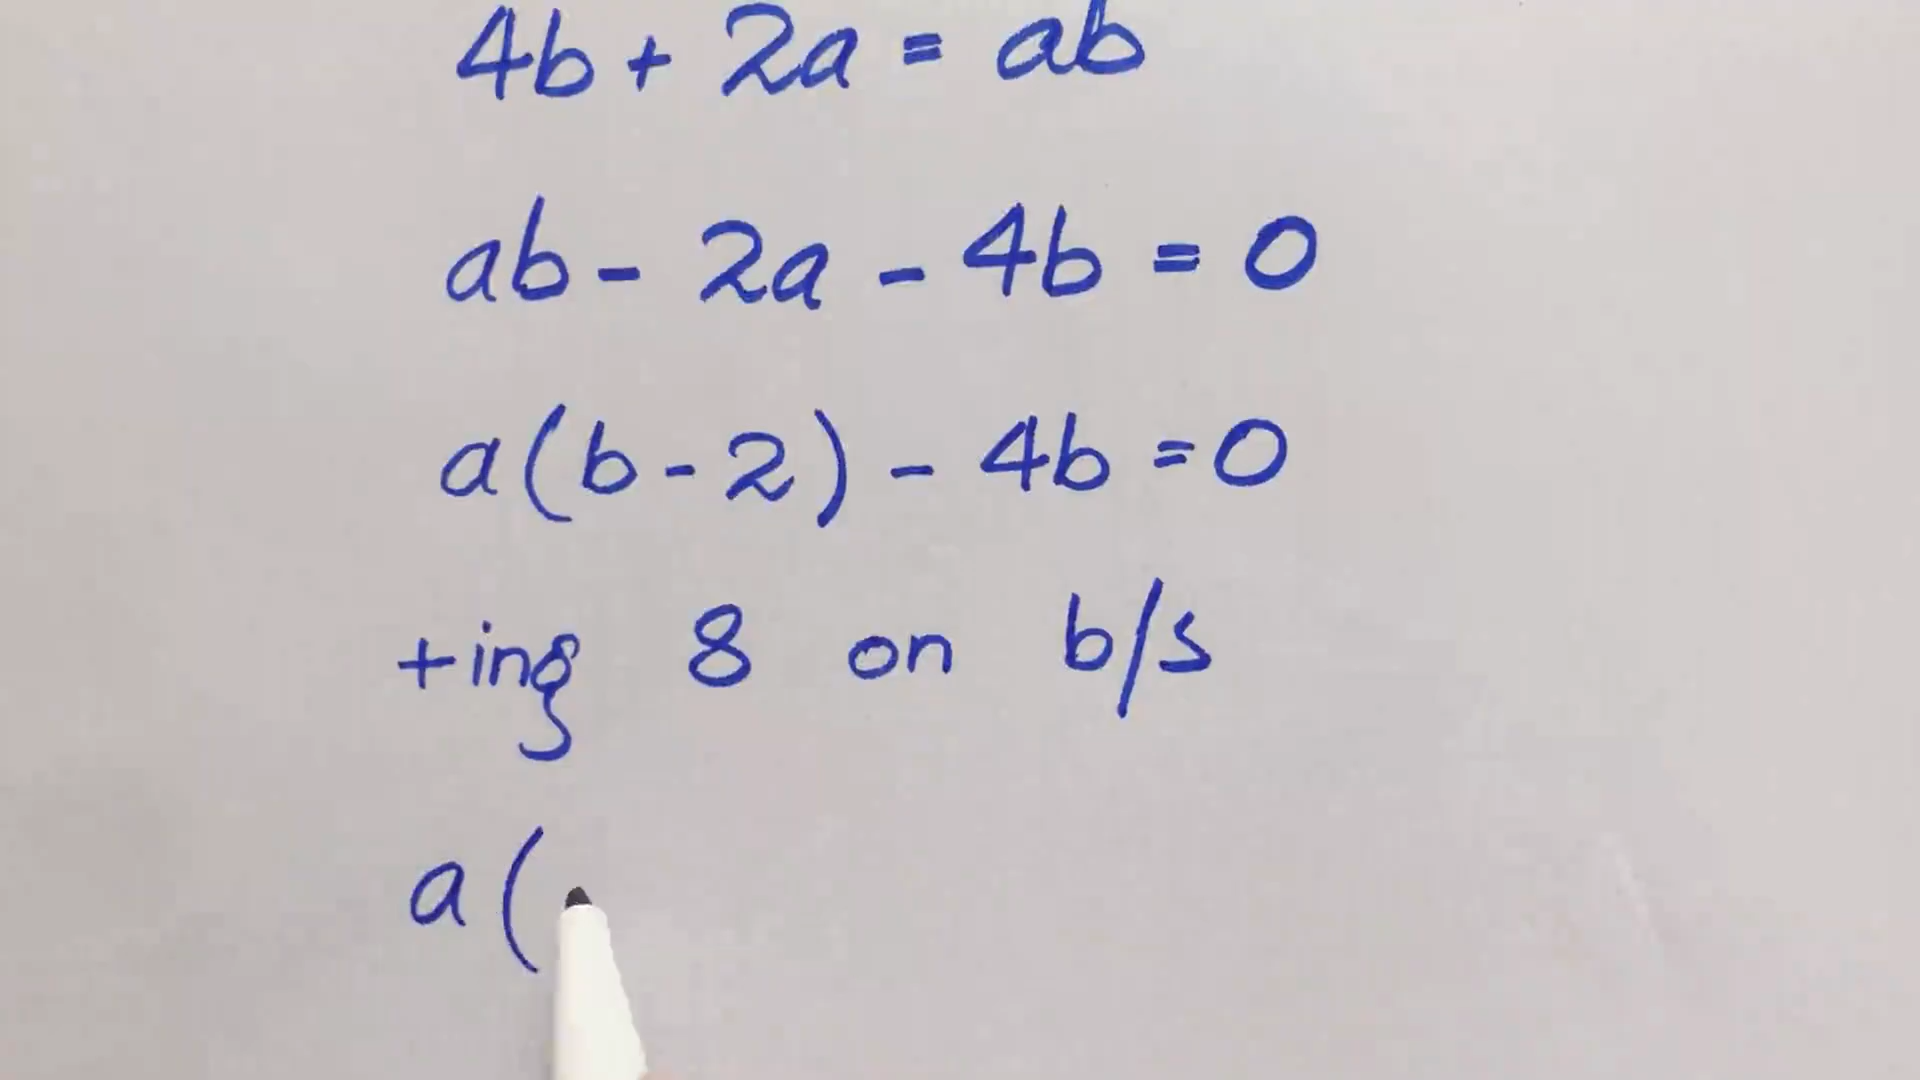 4b + 2a = ab
ab - 2a - 4b = 0
a(b - 2) - 4b = 0
+ing 8 on b/s
a(